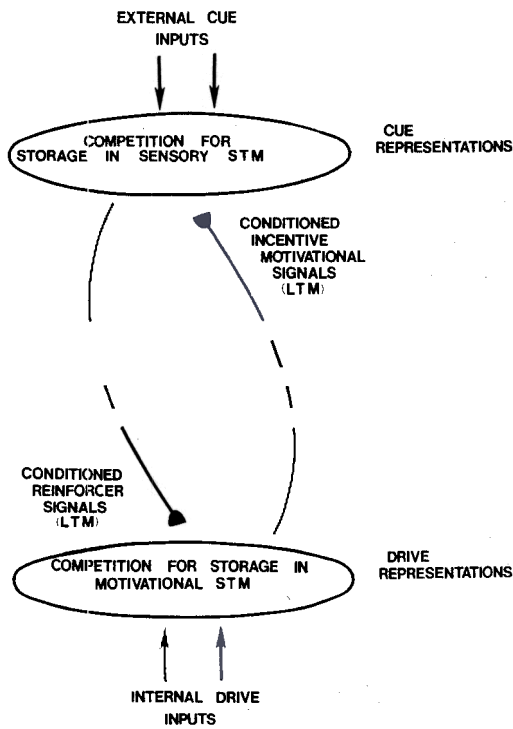 EXTERNAL CUE
INPUTS
COMPETITION FOR
STORAGE IN SENSORY STM
CUE
REPRESENTATIONS
CONDITIONED
INCENTIVE
MOTIVATIONAL
SIGNALS
(LTM)
CONDITIONED
REINFORCER
SIGNALS
(LTM)
COMPETITION FOR STORAGE IN
MOTIVATIONAL STM
DRIVE
REPRESENTATIONS
INTERNAL DRIVE
INPUTS